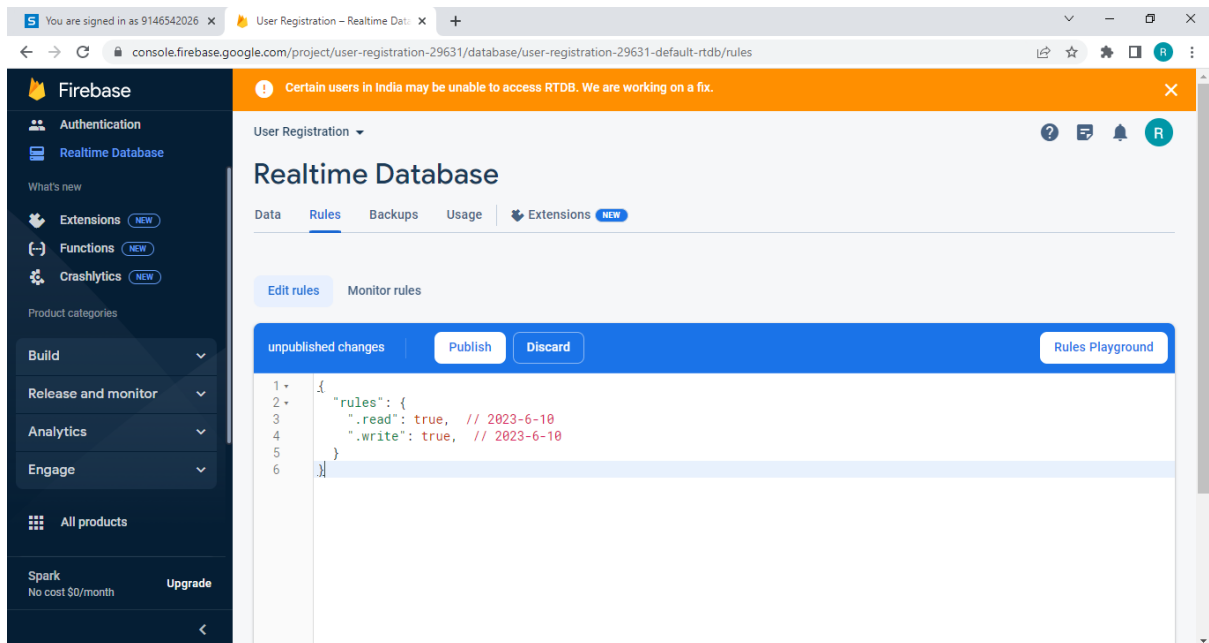 You are signed in as 9146542026
User Registration – Realtime Data
console.firebase.google.com/project/user-registration-29631/database/user-registration-29631-default-rtdb/rules
R
Firebase
Certain users in India may be unable to access RTDB. We are working on a fix.
Authentication
Realtime Database
What's new
Extensions NEW
Functions NEW
Crashlytics NEW
Product categories
Build
Release and monitor
Analytics
Engage
All products
Spark
No cost $0/month
Upgrade
User Registration
R
Realtime Database
Data Rules Backups Usage Extensions NEW
Edit rules Monitor rules
unpublished changes Publish Discard Rules Playground
1 {
2 "rules": {
3 ".read": true, // 2023-6-10
4 ".write": true, // 2023-6-10
5 }
6 }